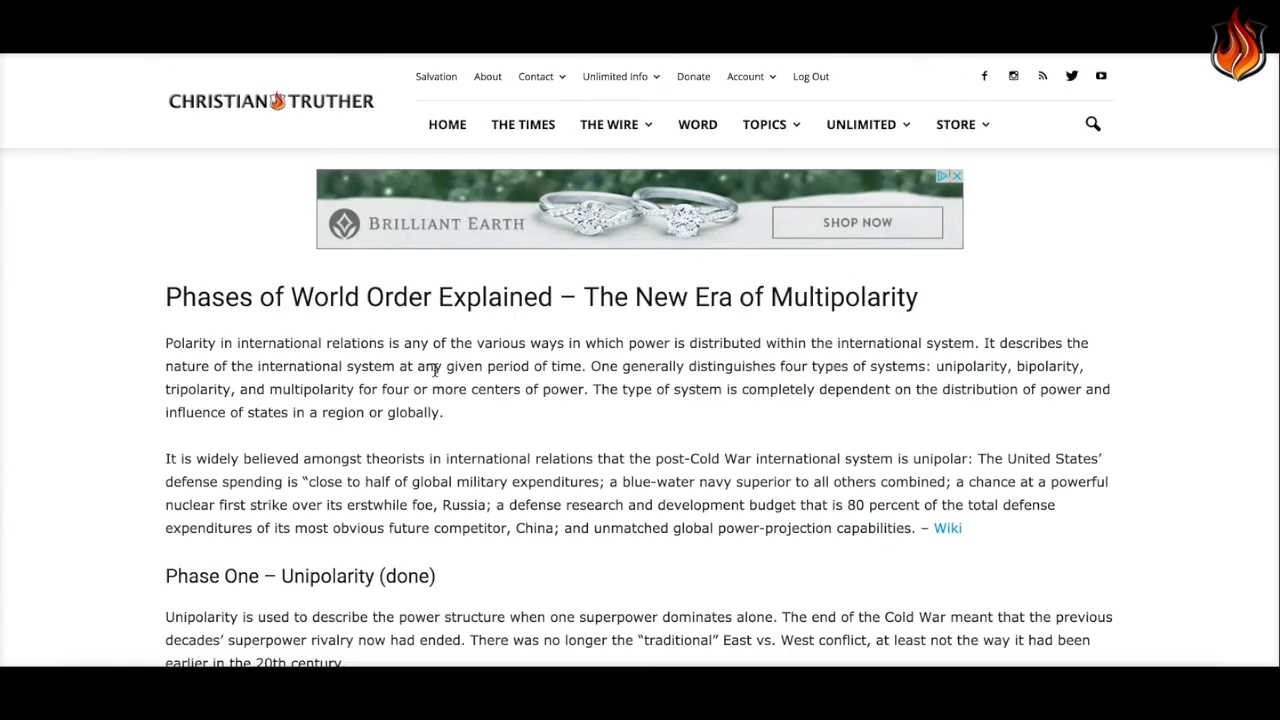 Salvation About Contact Unlimited Info Donate Account Log Out
CHRISTIAN TRUTHER
HOME THE TIMES THE WIRE WORD TOPICS UNLIMITED STORE
BRILLIANT EARTH SHOP NOW
Phases of World Order Explained – The New Era of Multipolarity
Polarity in international relations is any of the various ways in which power is distributed within the international system. It describes the
nature of the international system at any given period of time. One generally distinguishes four types of systems: unipolarity, bipolarity,
tripolarity, and multipolarity for four or more centers of power. The type of system is completely dependent on the distribution of power and
influence of states in a region or globally.
It is widely believed amongst theorists in international relations that the post-Cold War international system is unipolar: The United States’
defense spending is “close to half of global military expenditures; a blue-water navy superior to all others combined; a chance at a powerful
nuclear first strike over its erstwhile foe, Russia; a defense research and development budget that is 80 percent of the total defense
expenditures of its most obvious future competitor, China; and unmatched global power-projection capabilities. – Wiki
Phase One – Unipolarity (done)
Unipolarity is used to describe the power structure when one superpower dominates alone. The end of the Cold War meant that the previous
decades’ superpower rivalry now had ended. There was no longer the “traditional” East vs. West conflict, at least not the way it had been
earlier in the 20th century.